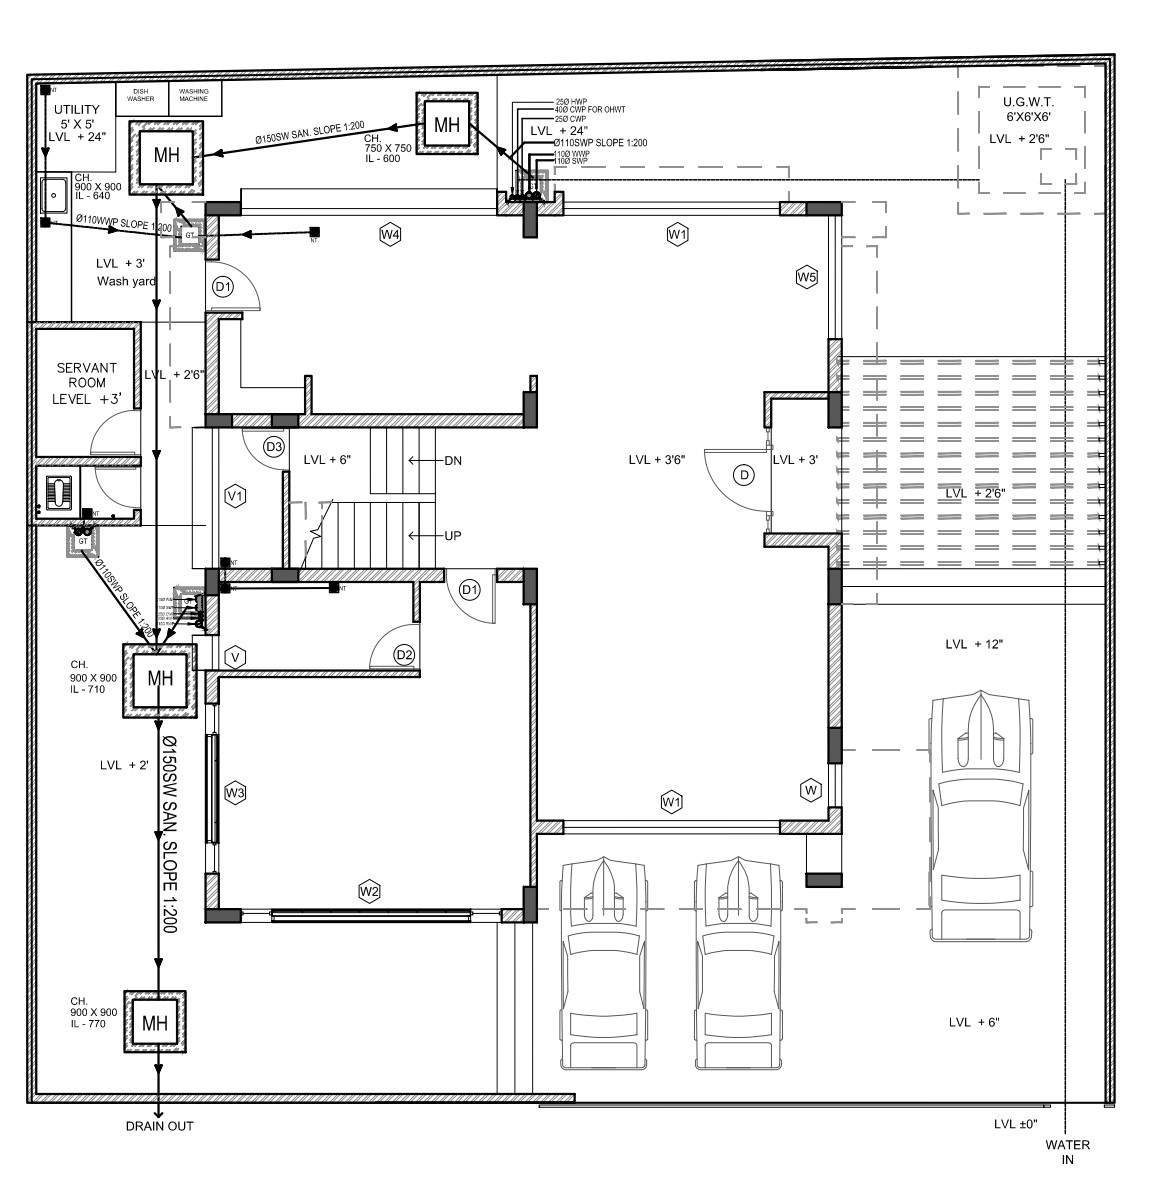 NT
UTILITY
5' X 5'
LVL + 24"
DISH
WASHER
WASHING
MACHINE
MH
Ø150SW SAN. SLOPE 1:200
CH.
750 X 750
IL - 600
MH
25Ø HWP
40Ø CWP FOR OHWT
25Ø CWP
LVL + 24"
Ø110SWP SLOPE 1:200
110Ø WWP
110Ø SWP
U.G.W.T.
6'X6'X6'
LVL + 2'6"
CH.
900 X 900
IL - 640
Ø110WWP SLOPE 1:200
NT
GT
NT
W4
W1
W5
LVL + 3'
Wash yard
D1
SERVANT
ROOM
LEVEL +3'
LVL + 2'6"
D3
LVL + 6"
DN
LVL + 3'6"
D
LVL + 3'
V1
UP
LVL + 2'6"
NT
GT
Ø110SWP SLOPE 1:200
GT
NT
NT
D1
V
D2
LVL + 12"
CH.
900 X 900
IL - 710
MH
LVL + 2'
Ø150SW SAN. SLOPE 1:200
W3
W1
W
W2
CH.
900 X 900
IL - 770
MH
LVL + 6"
DRAIN OUT
LVL ±0"
WATER
IN